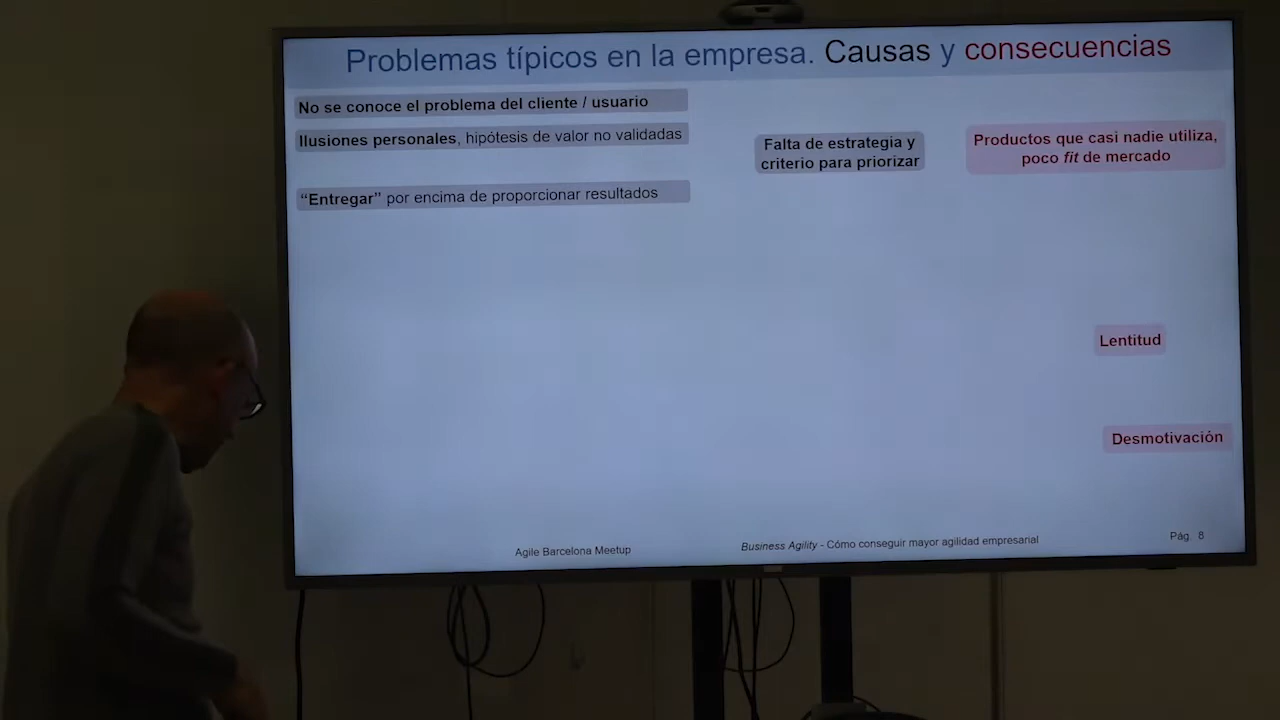 Problemas típicos en la empresa. Causas y consecuencias
No se conoce el problema del cliente / usuario
Ilusiones personales, hipótesis de valor no validadas
“Entregar” por encima de proporcionar resultados
Falta de estrategia y
criterio para priorizar
Productos que casi nadie utiliza,
poco fit de mercado
Lentitud
Desmotivación
Agile Barcelona Meetup
Business Agility - Cómo conseguir mayor agilidad empresarial
Pág. 8